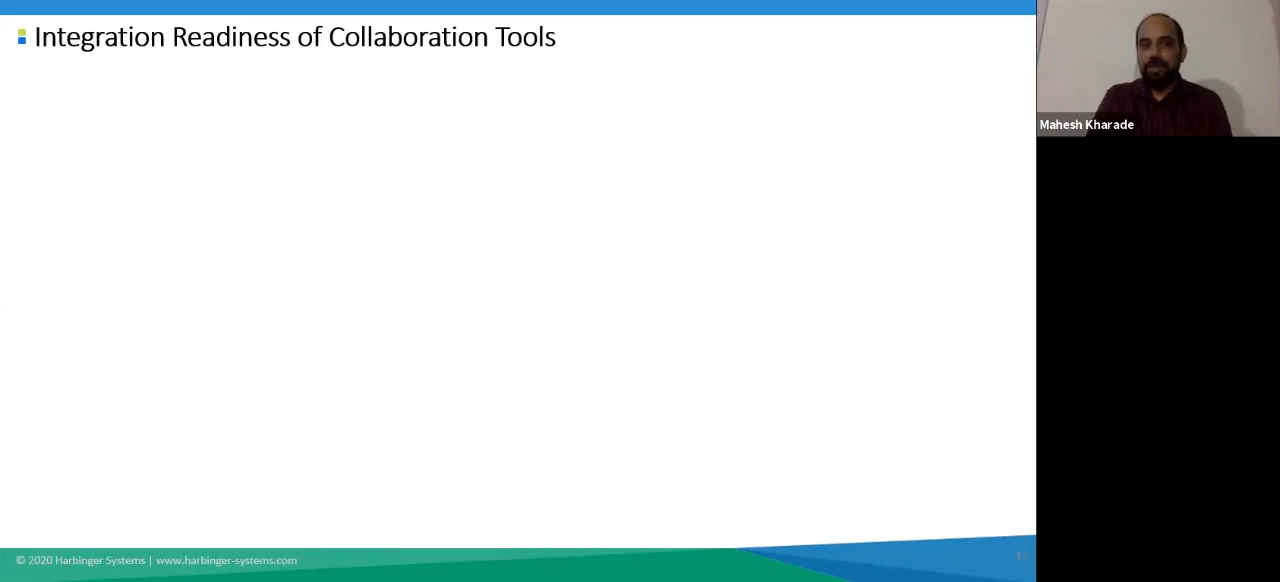 Integration Readiness of Collaboration Tools
Mahesh Kharade
© 2020 Harbinger Systems | www.harbinger-systems.com